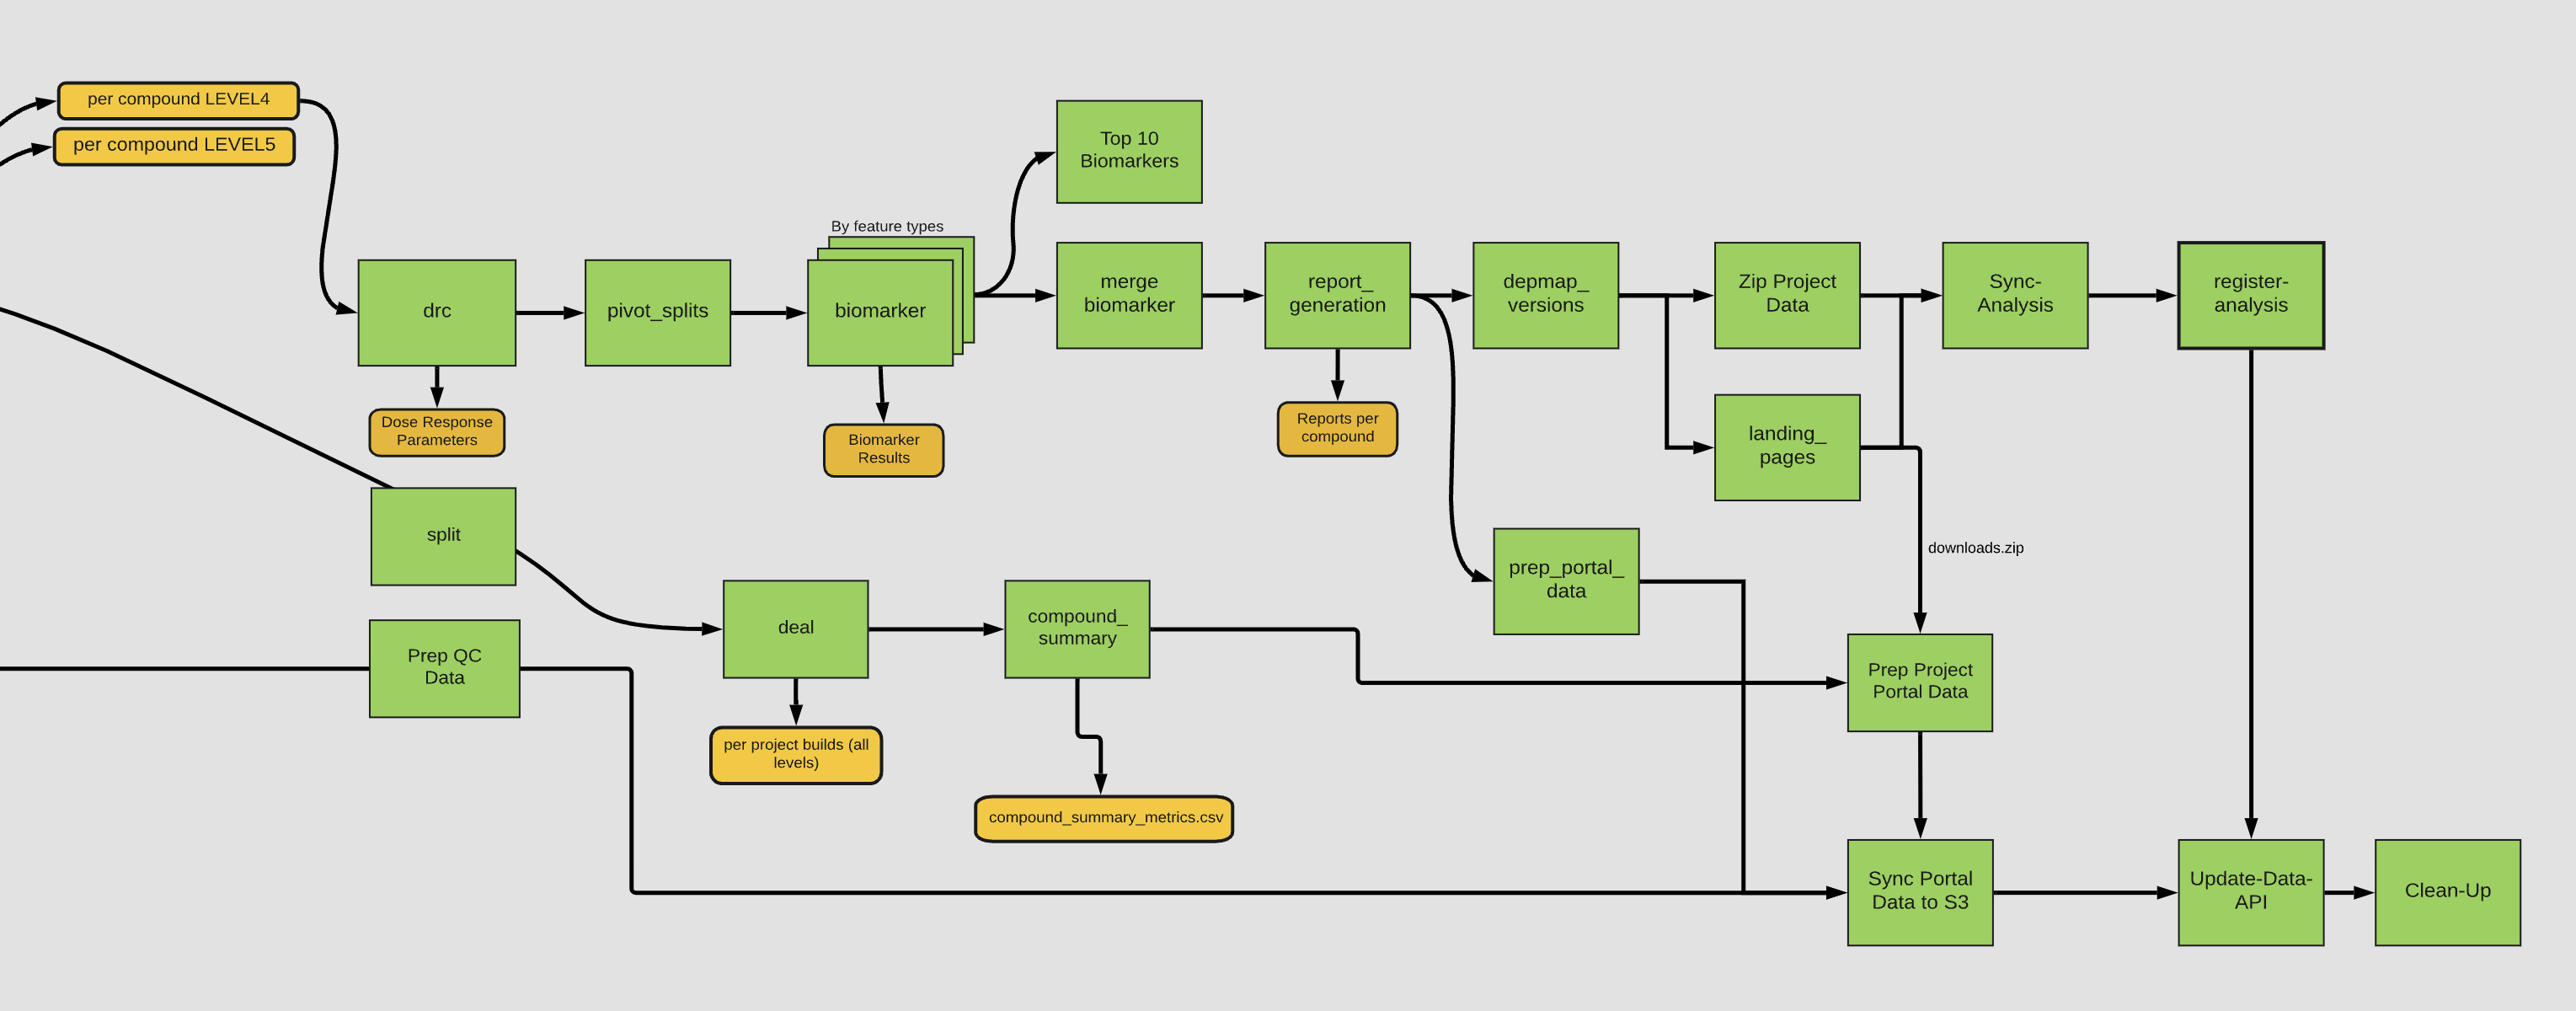 per compound LEVEL4
per compound LEVEL5
Top 10
Biomarkers
By feature types
drc
pivot_splits
biomarker
merge
biomarker
report_
generation
depmap_
versions
Zip Project
Data
Sync-
Analysis
register-
analysis
Dose Response
Parameters
Biomarker
Results
Reports per
compound
landing_
pages
split
downloads.zip
prep_portal_
data
deal
compound_
summary
Prep QC
Data
Prep Project
Portal Data
per project builds (all
levels)
compound_summary_metrics.csv
Sync Portal
Data to S3
Update-Data-
API
Clean-Up